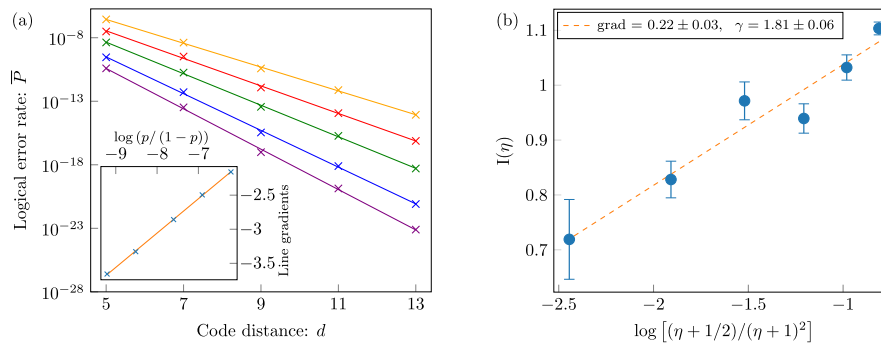 (a)
Logical error rate: P̅
10⁻⁸
10⁻¹³
10⁻¹⁸
10⁻²³
10⁻²⁸
log (p/(1 − p))
−9 −8 −7
−2.5
−3
−3.5
Line gradients
5 7 9 11 13
Code distance: d
(b)
grad = 0.22 ± 0.03, γ = 1.81 ± 0.06
I(η)
1.1
1
0.9
0.8
0.7
−2.5 −2 −1.5 −1
log [(η + 1/2)/(η + 1)²]